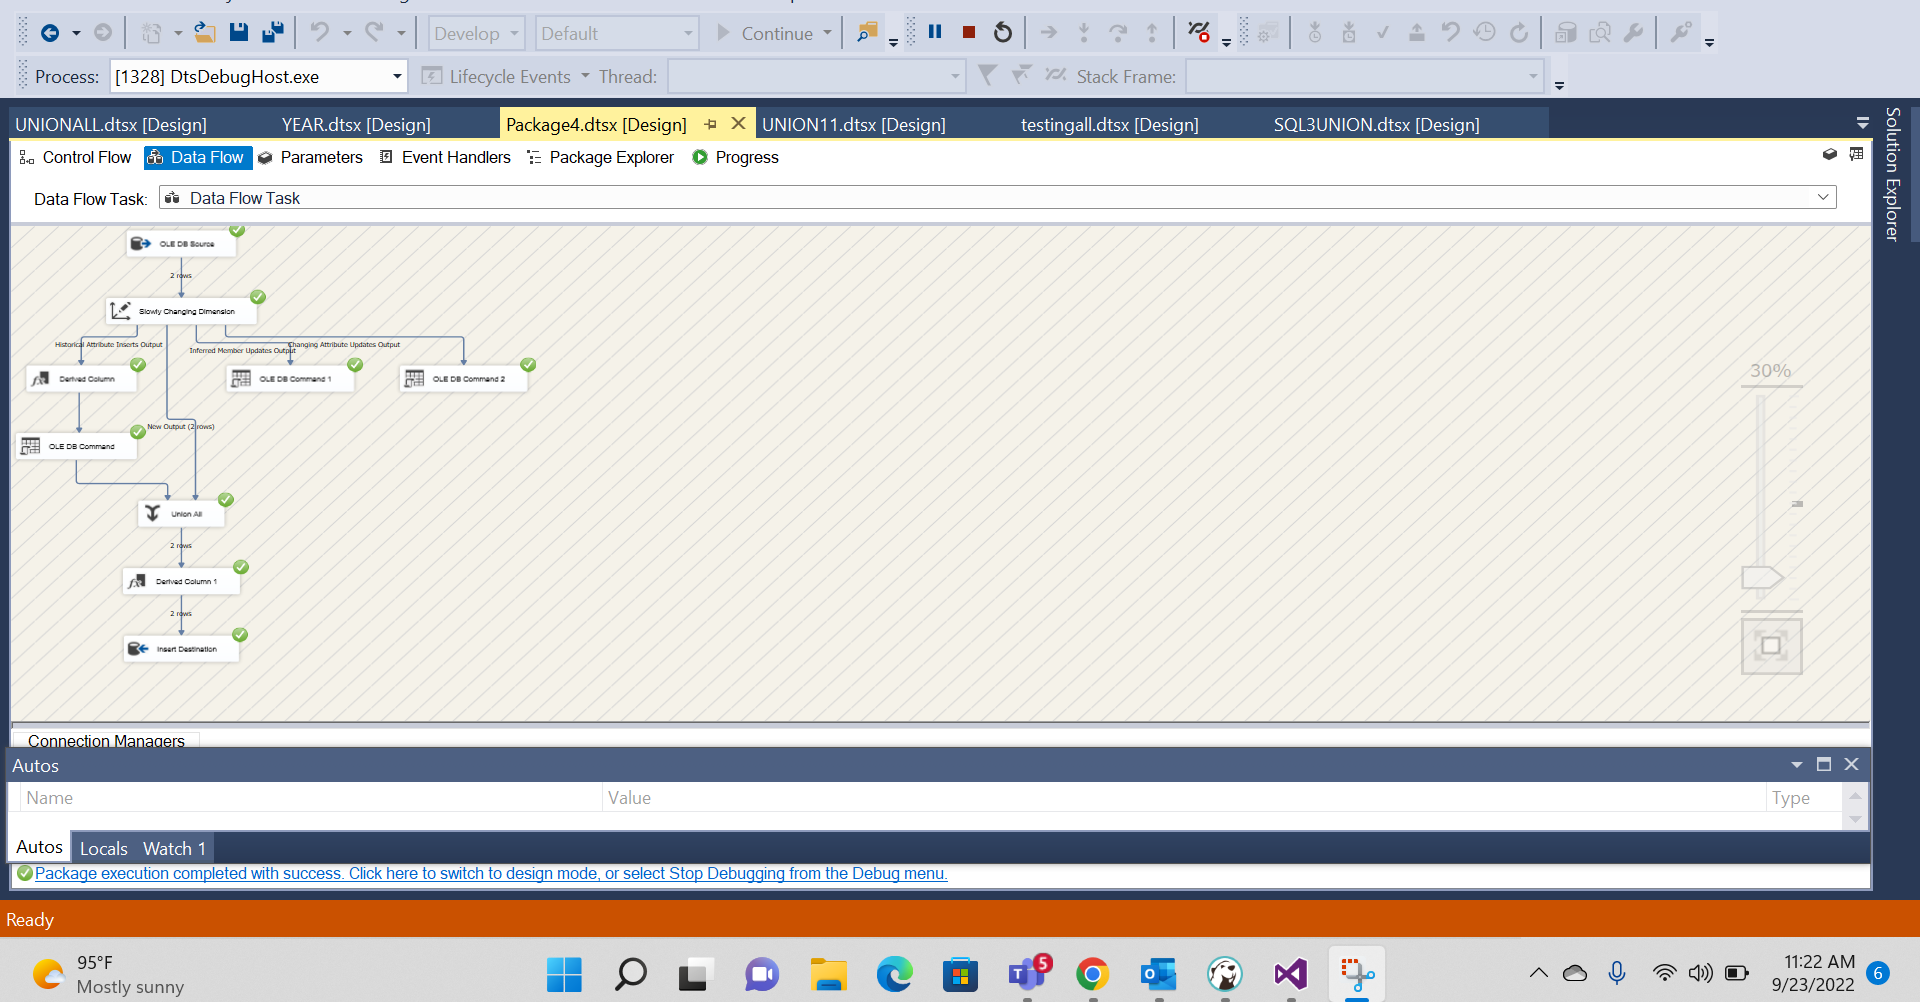 Develop
Default
Continue
Process:
[1328] DtsDebugHost.exe
Lifecycle Events
Thread:
Stack Frame:
UNIONALL.dtsx [Design]
YEAR.dtsx [Design]
Package4.dtsx [Design]
UNION11.dtsx [Design]
testingall.dtsx [Design]
SQL3UNION.dtsx [Design]
Solution Explorer
Control Flow
Data Flow
Parameters
Event Handlers
Package Explorer
Progress
Data Flow Task:
Data Flow Task
OLE DB Source
2 rows
Slowly Changing Dimension
Historical Attribute Inserts Output
Inferred Member Updates Output
Changing Attribute Updates Output
Derived Column
OLE DB Command 1
OLE DB Command 2
30%
New Output (2 rows)
OLE DB Command
Union All
2 rows
Derived Column 1
2 rows
Insert Destination
Connection Managers
Autos
Name
Value
Type
Autos
Locals
Watch 1
Package execution completed with success. Click here to switch to design mode, or select Stop Debugging from the Debug menu.
Ready
95°F
Mostly sunny
5
11:22 AM
9/23/2022
6